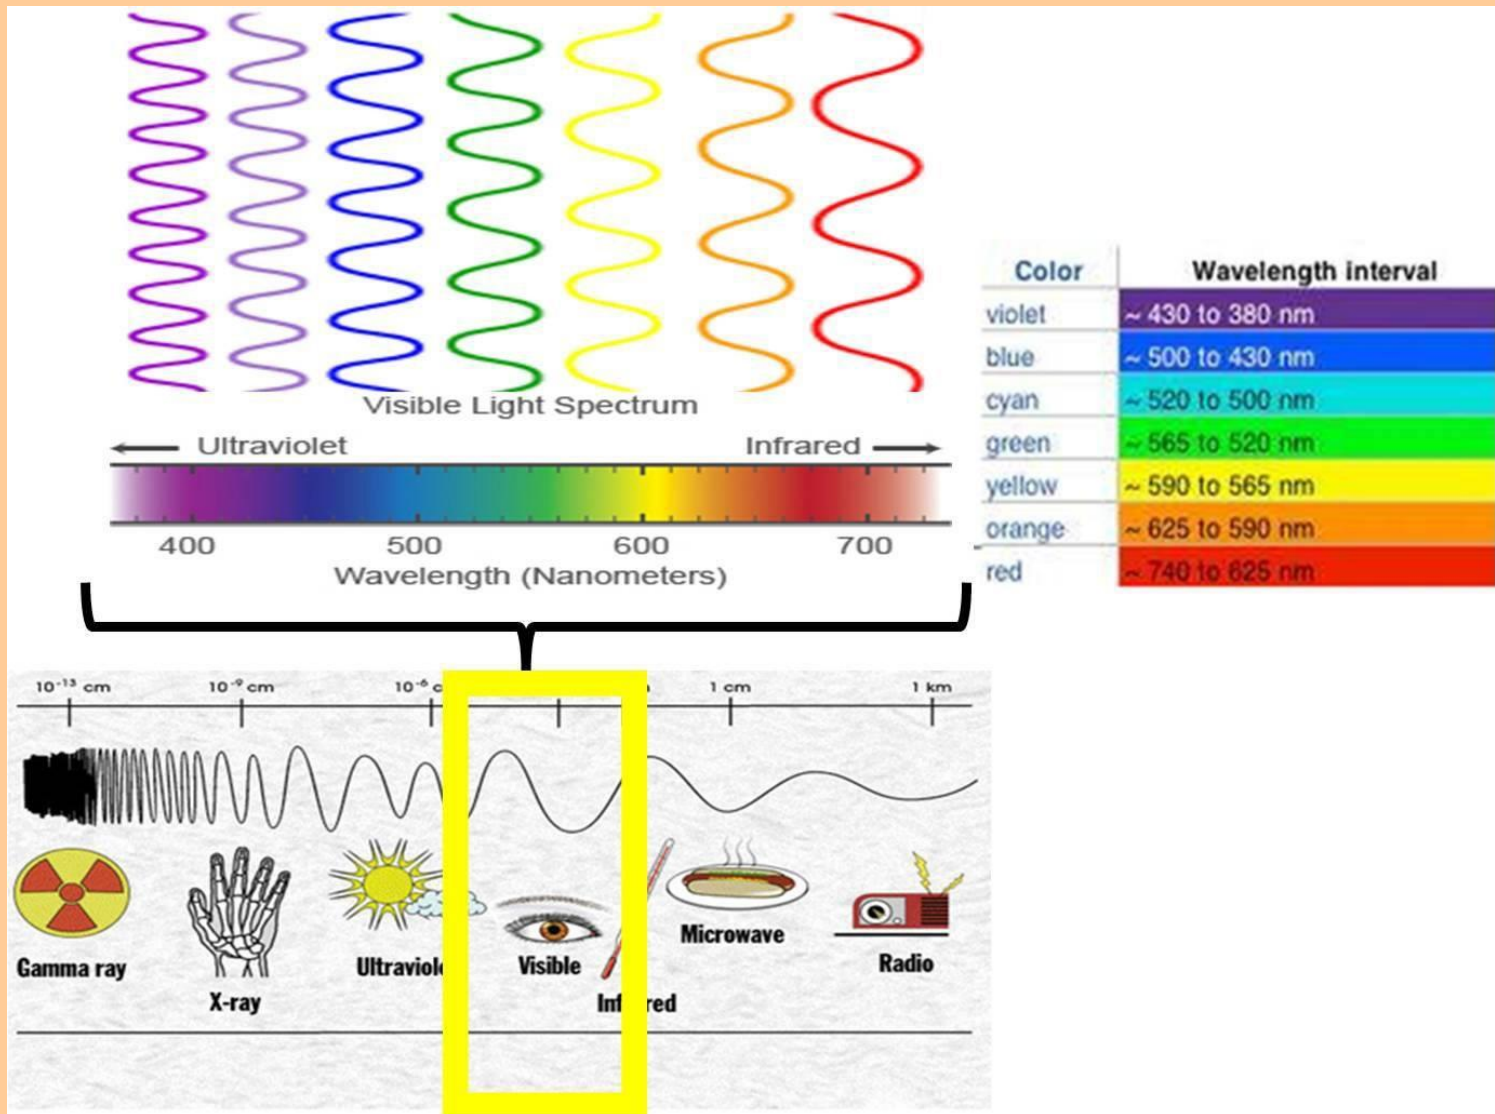 Visible Light Spectrum
Ultraviolet Infrared
400 500 600 700
Wavelength (Nanometers)
Color Wavelength interval
violet ~ 430 to 380 nm
blue ~ 500 to 430 nm
cyan ~ 520 to 500 nm
green ~ 565 to 520 nm
yellow ~ 590 to 565 nm
orange ~ 625 to 590 nm
red ~ 740 to 625 nm
10⁻¹³ cm 10⁻⁹ cm 10⁻⁶ 1 cm 1 km
Gamma ray
X-ray
Visible
Microwave
Radio